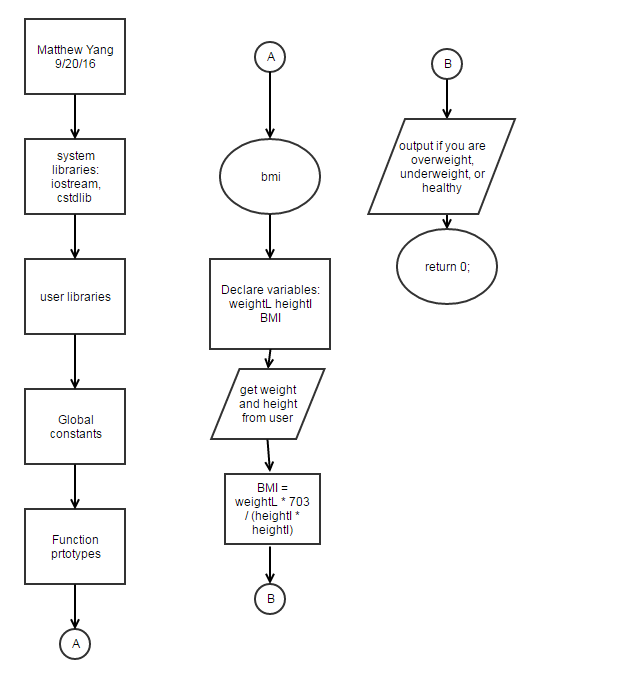 Matthew Yang
9/20/16
system
libraries:
iostream,
cstdlib
user libraries
Global
constants
Function
prtotypes
A
A
bmi
Declare variables:
weightL heightI
BMI
get weight
and height
from user
BMI =
weightL * 703
/ (heightI *
heightI)
B
B
output if you are
overweight,
underweight, or
healthy
return 0;